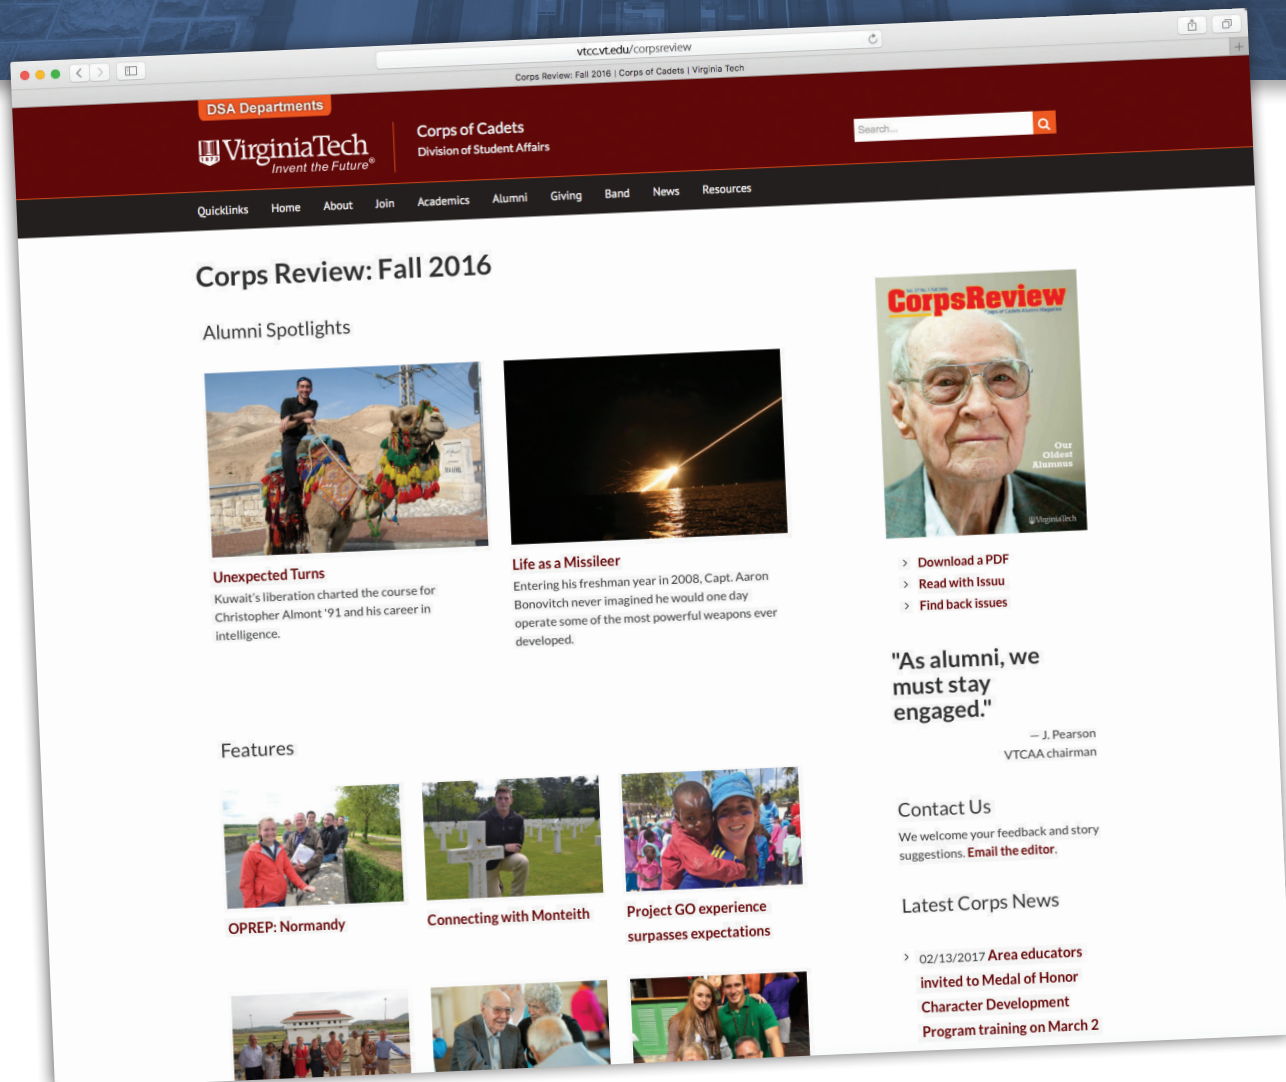 vtcc.vt.edu/corpsreview
Corps Review: Fall 2016 | Corps of Cadets | Virginia Tech
DSA Departments
VirginiaTech
Invent the Future®
1872
Corps of Cadets
Division of Student Affairs
Search...
Quicklinks Home About Join Academics Alumni Giving Band News Resources
Corps Review: Fall 2016
Alumni Spotlights
Unexpected Turns
Kuwait's liberation charted the course for
Christopher Almont '91 and his career in
intelligence.
Life as a Missileer
Entering his freshman year in 2008, Capt. Aaron
Bonovitch never imagined he would one day
operate some of the most powerful weapons ever
developed.
CorpsReview
Corps of Cadets Alumni Magazine
Our
Oldest
Alumnus
VirginiaTech
> Download a PDF
> Read with Issuu
> Find back issues
"As alumni, we
must stay
engaged."
— J. Pearson
VTCAA chairman
Features
OPREP: Normandy
Connecting with Monteith
Project GO experience
surpasses expectations
Contact Us
We welcome your feedback and story
suggestions. Email the editor.
Latest Corps News
> 02/13/2017 Area educators
invited to Medal of Honor
Character Development
Program training on March 2